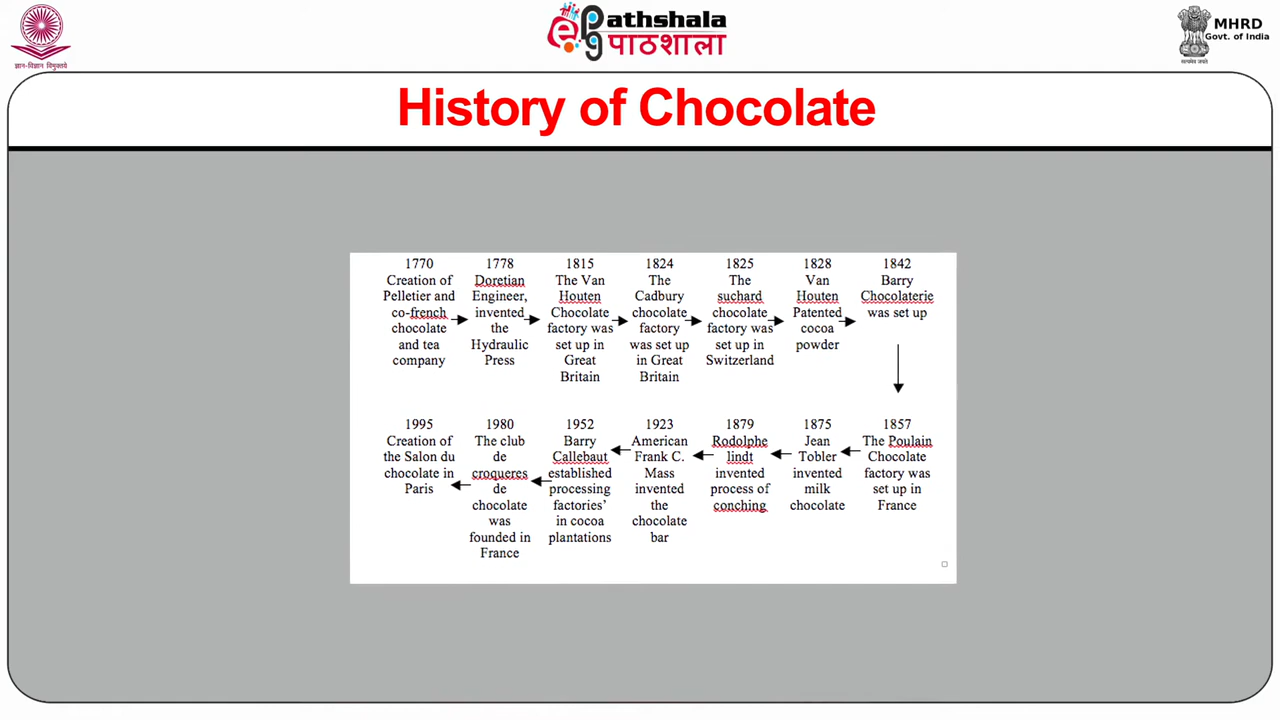 ज्ञान-विज्ञान विमुक्तये
ePathshala
पाठशाला
MHRD
Govt. of India
सत्यमेव जयते
History of Chocolate
1770
Creation of
Pelletier and
co-french
chocolate
and tea
company
1778
Doretian
Engineer,
invented
the
Hydraulic
Press
1815
The Van
Houten
Chocolate
factory was
set up in
Great
Britain
1824
The
Cadbury
chocolate
factory
was set up
in Great
Britain
1825
The
suchard
chocolate
factory was
set up in
Switzerland
1828
Van
Houten
Patented
cocoa
powder
1842
Barry
Chocolaterie
was set up
1857
The Poulain
Chocolate
factory was
set up in
France
1875
Jean
Tobler
invented
milk
chocolate
1879
Rodolphe
lindt
invented
process of
conching
1923
American
Frank C.
Mass
invented
the
chocolate
bar
1952
Barry
Callebaut
established
processing
factories’
in cocoa
plantations
1980
The club
de
croqueres
de
chocolate
was
founded in
France
1995
Creation of
the Salon du
chocolate in
Paris